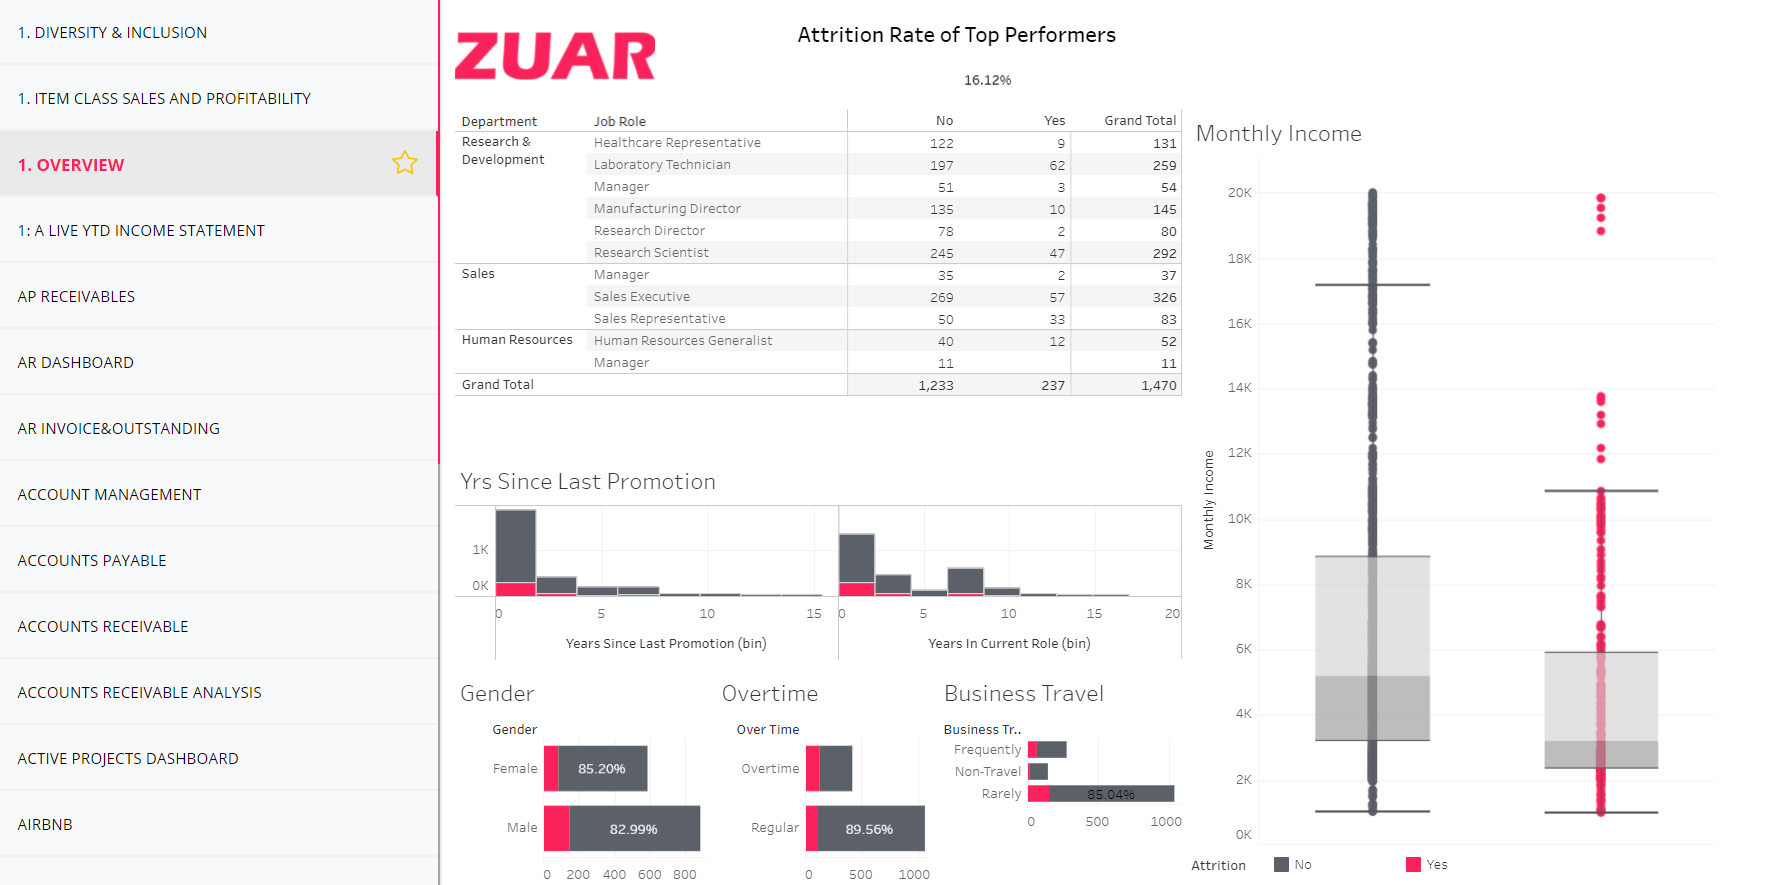 1. DIVERSITY & INCLUSION
1. ITEM CLASS SALES AND PROFITABILITY
1. OVERVIEW
1: A LIVE YTD INCOME STATEMENT
AP RECEIVABLES
AR DASHBOARD
AR INVOICE&OUTSTANDING
ACCOUNT MANAGEMENT
ACCOUNTS PAYABLE
ACCOUNTS RECEIVABLE
ACCOUNTS RECEIVABLE ANALYSIS
ACTIVE PROJECTS DASHBOARD
AIRBNB
ZUAR
Attrition Rate of Top Performers
16.12%
Department Job Role No Yes Grand Total
Research & Development Healthcare Representative 122 9 131
Laboratory Technician 197 62 259
Manager 51 3 54
Manufacturing Director 135 10 145
Research Director 78 2 80
Research Scientist 245 47 292
Sales Manager 35 2 37
Sales Executive 269 57 326
Sales Representative 50 33 83
Human Resources Human Resources Generalist 40 12 52
Manager 11 11
Grand Total 1,233 237 1,470
Yrs Since Last Promotion
1K
0K
0 5 10 15 0 5 10 15 20
Years Since Last Promotion (bin) Years In Current Role (bin)
Gender
Gender
Female 85.20%
Male 82.99%
0 200 400 600 800
Overtime
Over Time
Overtime
Regular 89.56%
0 500 1000
Business Travel
Business Tr..
Frequently
Non-Travel
Rarely 85.04%
0 500 1000
Monthly Income
Monthly Income
20K
18K
16K
14K
12K
10K
8K
6K
4K
2K
0K
Attrition No Yes